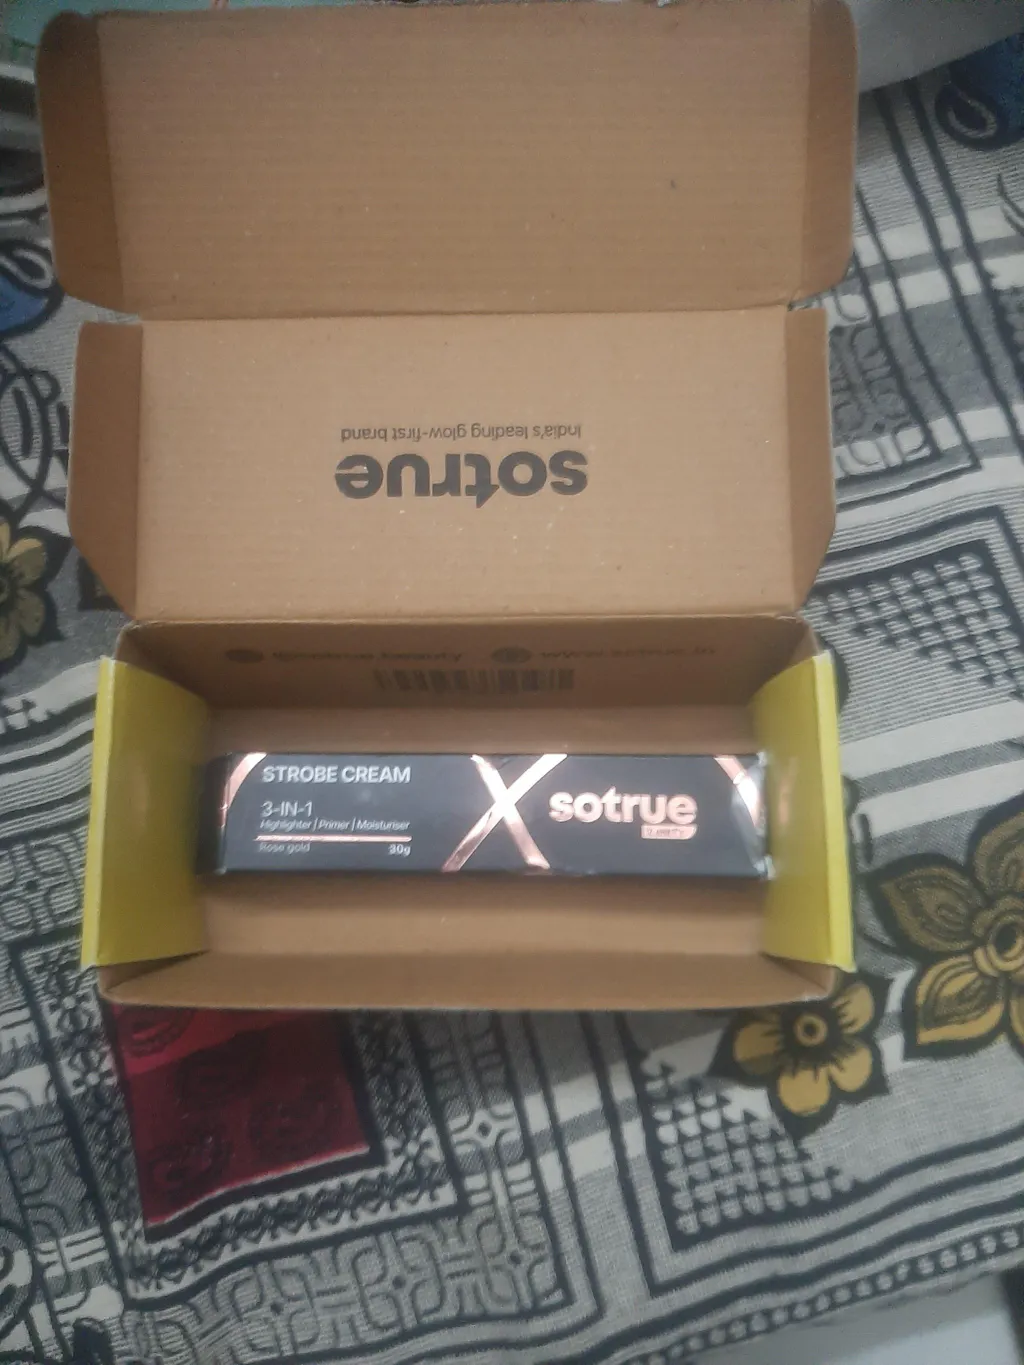 India's leading glow-first brand
sotrue
STROBE CREAM
3-IN-1
Highlighter | Primer | Moisturiser
Rose gold
30g
sotrue